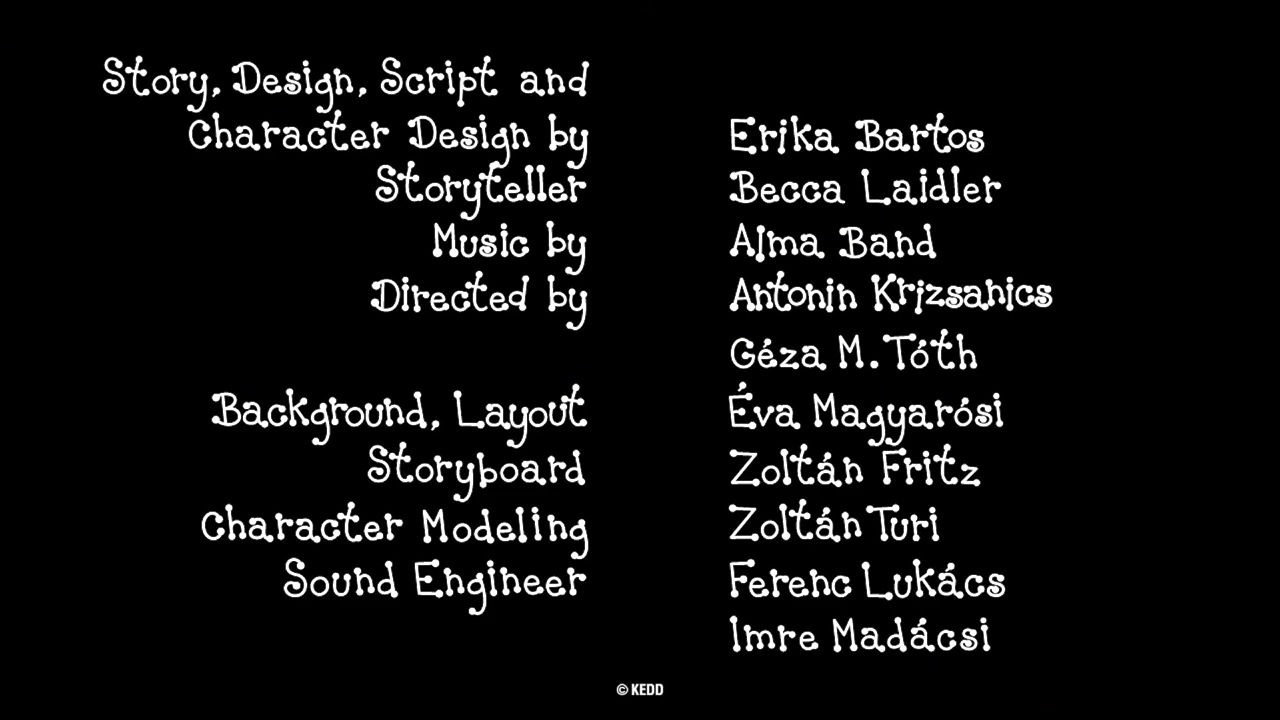 Story, Design, Script and
Character Design by Erika Bartos
Storyteller Becca Laidler
Music by Alma Band
Directed by Antonin Krizsanics
Géza M. Tóth
Background, Layout Éva Magyarósi
Storyboard Zoltán Fritz
Character Modeling Zoltán Turi
Sound Engineer Ferenc Lukács
Imre Madácsi
© KEDD